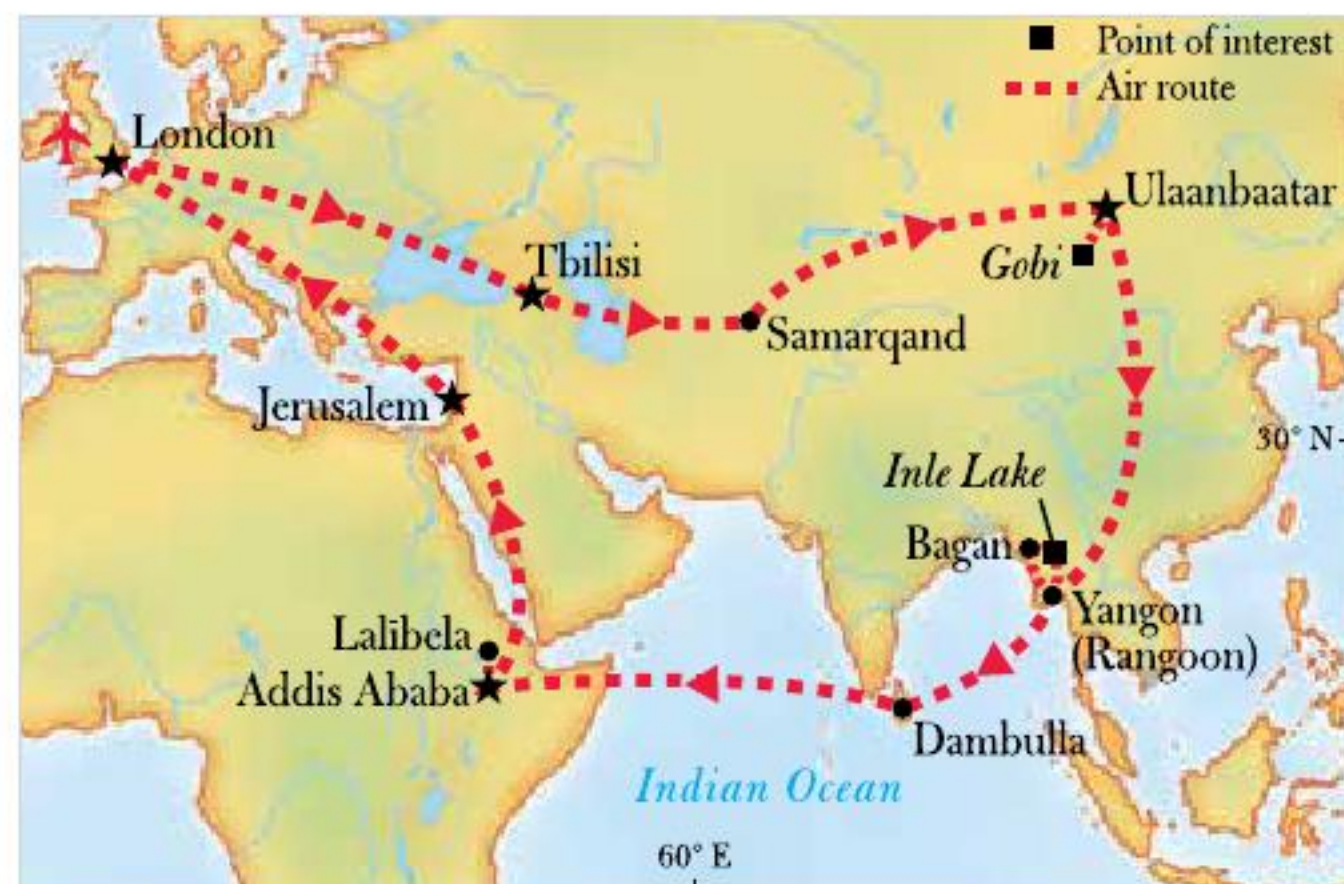 Point of interest
Air route
London
Ulaanbaatar
Tbilisi
Gobi
Samarqand
Jerusalem
30° N
Inle Lake
Bagan
Yangon
(Rangoon)
Lalibela
Addis Ababa
Dambulla
Indian Ocean
60° E